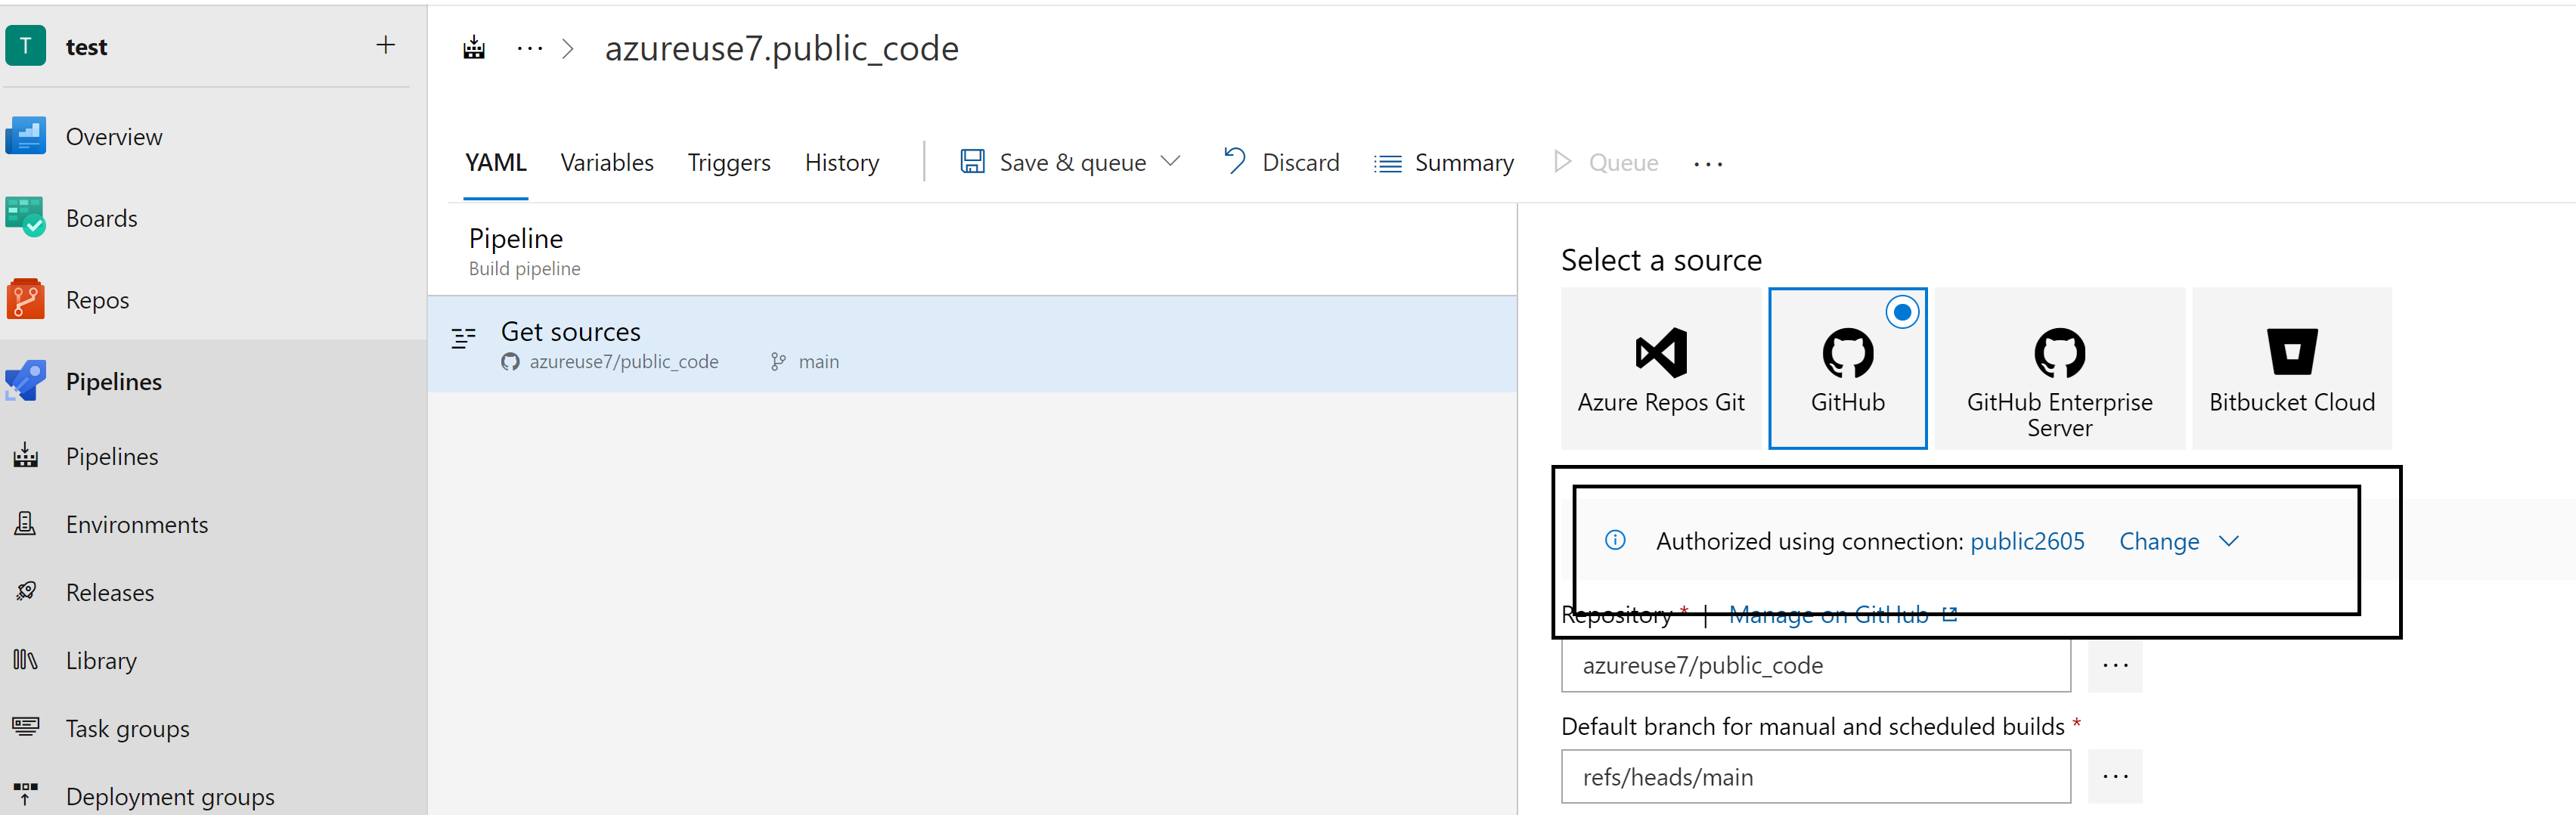 T
test
Overview
Boards
Repos
Pipelines
Pipelines
Environments
Releases
Library
Task groups
Deployment groups
··· > azureuse7.public_code
YAML Variables Triggers History Save & queue Discard Summary Queue ···
Pipeline
Build pipeline
Get sources
azureuse7/public_code main
Select a source
Azure Repos Git
GitHub
GitHub Enterprise
Server
Bitbucket Cloud
Authorized using connection: public2605 Change
Repository * | Manage on GitHub
azureuse7/public_code ···
Default branch for manual and scheduled builds *
refs/heads/main ···